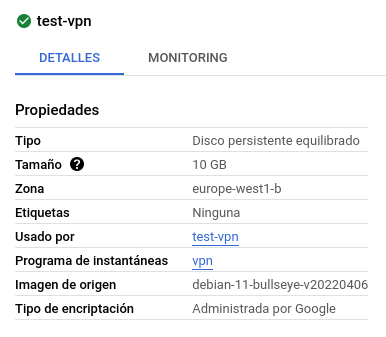 test-vpn
DETALLES MONITORING
Propiedades
Tipo Disco persistente equilibrado
Tamaño ? 10 GB
Zona europe-west1-b
Etiquetas Ninguna
Usado por test-vpn
Programa de instantáneas vpn
Imagen de origen debian-11-bullseye-v20220406
Tipo de encriptación Administrada por Google